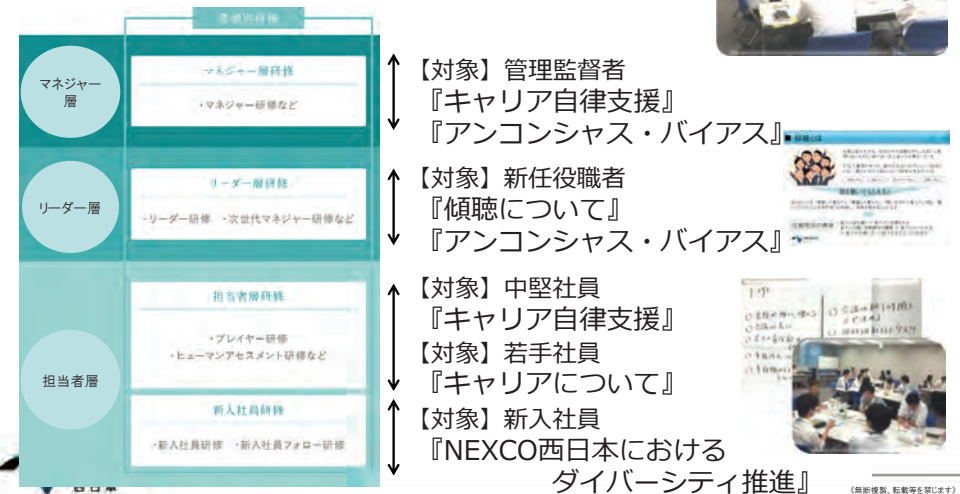 業績別研修
マネジャー
層
マネジャー層研修
・マネジャー研修など
【対象】管理監督者
『キャリア自律支援』
『アンコンシャス・バイアス』
リーダー層
リーダー層研修
・リーダー研修 ・次世代マネジャー研修など
【対象】新任役職者
『傾聴について』
『アンコンシャス・バイアス』
担当者層
担当者層研修
・プレイヤー研修
・ヒューマンアセスメント研修など
【対象】中堅社員
『キャリア自律支援』
【対象】若手社員
『キャリアについて』
新入社員研修
・新入社員研修 ・新入社員フォロー研修
【対象】新入社員
『NEXCO西日本における
ダイバーシティ推進』
《無断複製、転載等を禁じます》